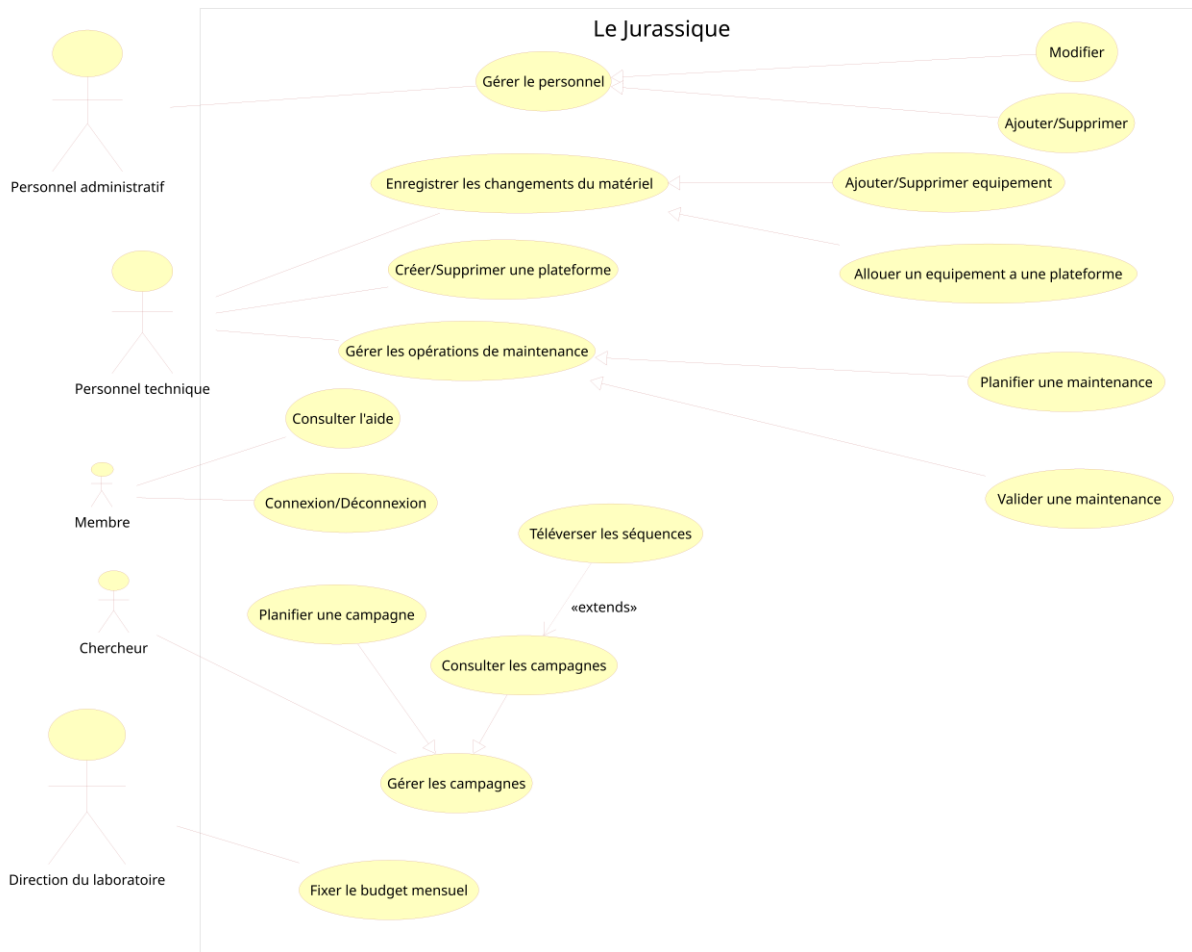 Le Jurassique
Modifier
Gérer le personnel
Ajouter/Supprimer
Personnel administratif
Enregistrer les changements du matériel
Ajouter/Supprimer equipement
Créer/Supprimer une plateforme
Allouer un equipement a une plateforme
Gérer les opérations de maintenance
Planifier une maintenance
Personnel technique
Consulter l'aide
Connexion/Déconnexion
Valider une maintenance
Membre
Téléverser les séquences
«extends»
Planifier une campagne
Chercheur
Consulter les campagnes
Gérer les campagnes
Direction du laboratoire
Fixer le budget mensuel